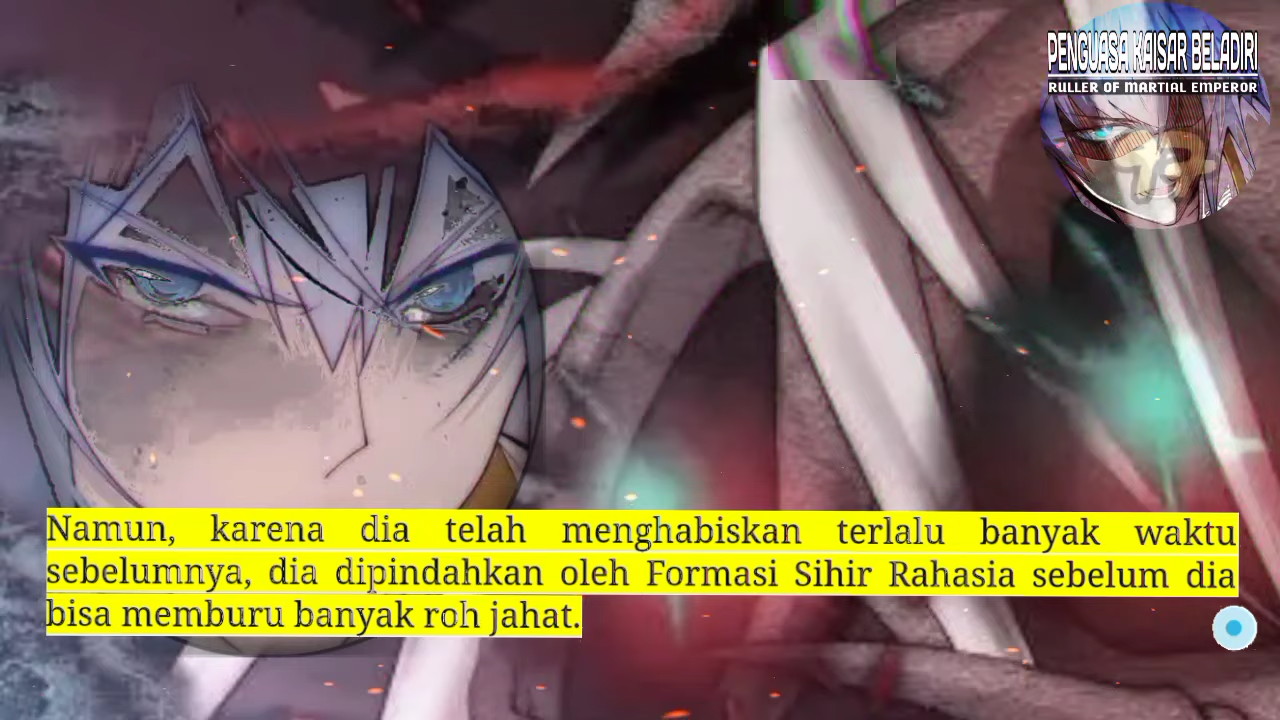 PENGUASA KAISAR BELADIRI
RULLER OF MARTIAL EMPEROR
Namun, karena dia telah menghabiskan terlalu banyak waktu
sebelumnya, dia dipindahkan oleh Formasi Sihir Rahasia sebelum dia
bisa memburu banyak roh jahat.